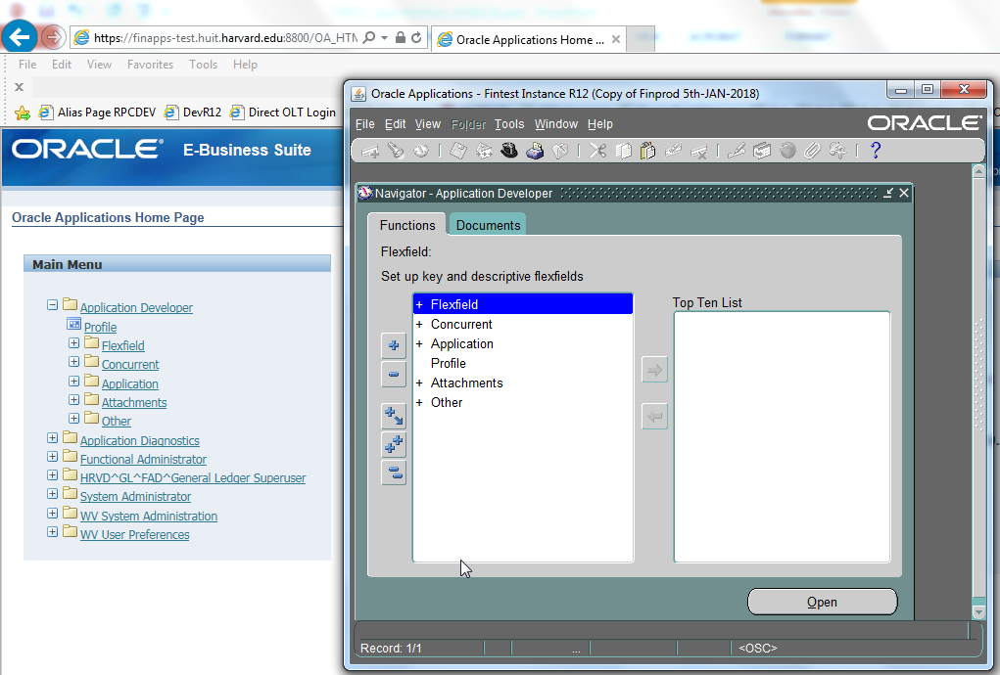 https://finapps-test.huit.harvard.edu:8800/OA_HTM
Oracle Applications Home ...
File Edit View Favorites Tools Help
Alias Page RPCDEV DevR12 Direct OLT Login
ORACLE® E-Business Suite
Oracle Applications Home Page
Main Menu
Application Developer
Profile
Flexfield
Concurrent
Application
Attachments
Other
Application Diagnostics
Functional Administrator
HRVD^GL^FAD^General Ledger Superuser
System Administrator
WV System Administration
WV User Preferences
Oracle Applications - Fintest Instance R12 (Copy of Finprod 5th-JAN-2018)
File Edit View Folder Tools Window Help
ORACLE
Navigator - Application Developer
Functions Documents
Flexfield:
Set up key and descriptive flexfields
+ Flexfield
+ Concurrent
+ Application
Profile
+ Attachments
+ Other
Top Ten List
Open
Record: 1/1 ... <OSC>